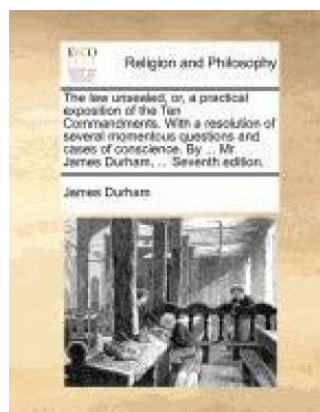 ECCO
Religion and Philosophy
The law unsealed, or, a practical
exposition of the Ten
Commandments. With a resolution of
several momentous questions and
cases of conscience. By ... Mr.
James Durham, ... Seventh edition.
James Durham